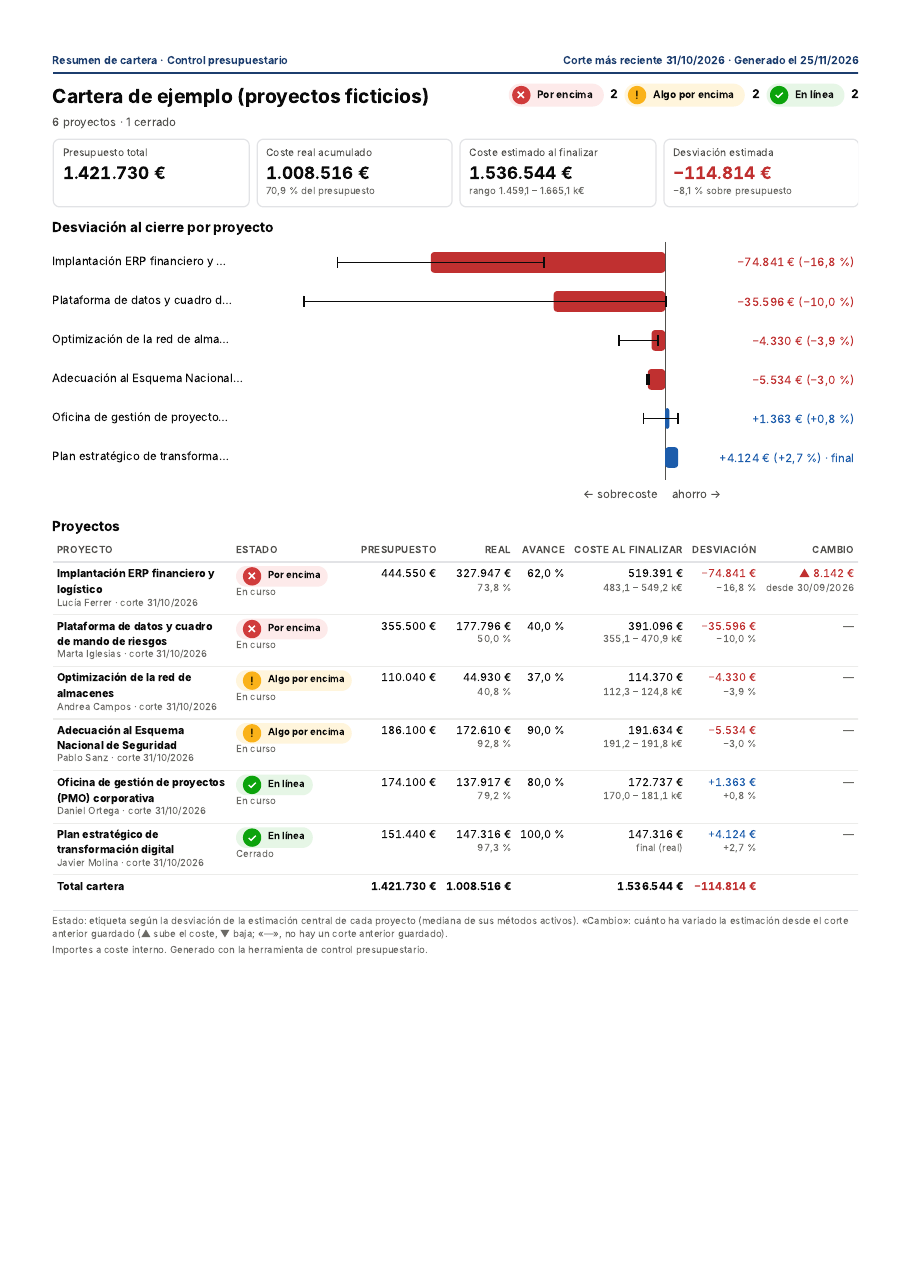 Resumen de cartera · Control presupuestario
Corte más reciente 31/10/2026 · Generado el 25/11/2026
Cartera de ejemplo (proyectos ficticios)
Por encima 2 Algo por encima 2 En línea 2
6 proyectos · 1 cerrado
Presupuesto total
1.421.730 €
Coste real acumulado
1.008.516 €
70,9 % del presupuesto
Coste estimado al finalizar
1.536.544 €
rango 1.459,1 – 1.665,1 k€
Desviación estimada
−114.814 €
−8,1 % sobre presupuesto
Desviación al cierre por proyecto
Implantación ERP financiero y ... −74.841 € (−16,8 %)
Plataforma de datos y cuadro d... −35.596 € (−10,0 %)
Optimización de la red de alma... −4.330 € (−3,9 %)
Adecuación al Esquema Nacional... −5.534 € (−3,0 %)
Oficina de gestión de proyecto... +1.363 € (+0,8 %)
Plan estratégico de transforma... +4.124 € (+2,7 %) · final
← sobrecoste ahorro →
Proyectos
PROYECTO ESTADO PRESUPUESTO REAL AVANCE COSTE AL FINALIZAR DESVIACIÓN CAMBIO
Implantación ERP financiero y Por encima 444.550 € 327.947 € 62,0 % 519.391 € −74.841 € ▲ 8.142 €
logístico En curso 73,8 % 483,1 – 549,2 k€ −16,8 % desde 30/09/2026
Lucía Ferrer · corte 31/10/2026
Plataforma de datos y cuadro Por encima 355.500 € 177.796 € 40,0 % 391.096 € −35.596 € —
de mando de riesgos En curso 50,0 % 355,1 – 470,9 k€ −10,0 %
Marta Iglesias · corte 31/10/2026
Optimización de la red de Algo por encima 110.040 € 44.930 € 37,0 % 114.370 € −4.330 € —
almacenes En curso 40,8 % 112,3 – 124,8 k€ −3,9 %
Andrea Campos · corte 31/10/2026
Adecuación al Esquema Algo por encima 186.100 € 172.610 € 90,0 % 191.634 € −5.534 € —
Nacional de Seguridad En curso 92,8 % 191,2 – 191,8 k€ −3,0 %
Pablo Sanz · corte 31/10/2026
Oficina de gestión de proyectos En línea 174.100 € 137.917 € 80,0 % 172.737 € +1.363 € —
(PMO) corporativa En curso 79,2 % 170,0 – 181,1 k€ +0,8 %
Daniel Ortega · corte 31/10/2026
Plan estratégico de En línea 151.440 € 147.316 € 100,0 % 147.316 € +4.124 € —
transformación digital Cerrado 97,3 % final (real) +2,7 %
Javier Molina · corte 31/10/2026
Total cartera 1.421.730 € 1.008.516 € 1.536.544 € −114.814 €
Estado: etiqueta según la desviación de la estimación central de cada proyecto (mediana de sus métodos activos). «Cambio»: cuánto ha variado la estimación desde el corte
anterior guardado (▲ sube el coste, ▼ baja; «—», no hay un corte anterior guardado).
Importes a coste interno. Generado con la herramienta de control presupuestario.